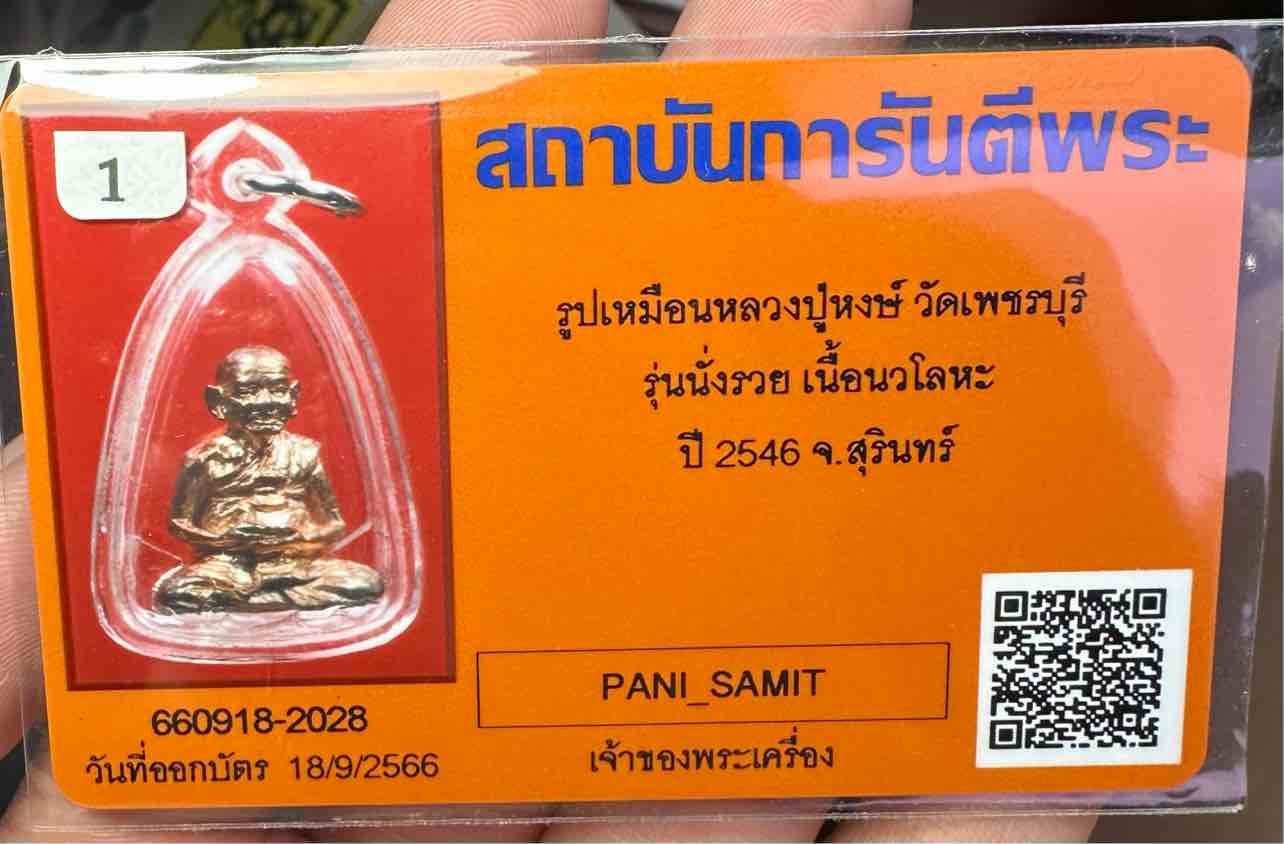 1
สถาบันการันตีพระ
รูปเหมือนหลวงปู่หงษ์ วัดเพชรบุรี
รุ่นนั่งรวย เนื้อนวโลหะ
ปี 2546 จ.สุรินทร์
PANI_SAMIT
เจ้าของพระเครื่อง
660918-2028
วันที่ออกบัตร 18/9/2566